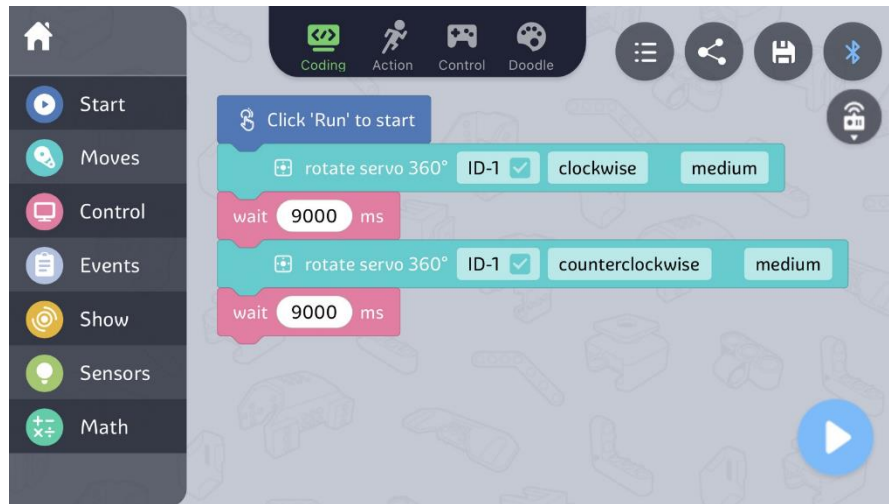 Coding Action Control Doodle
Start
Moves
Control
Events
Show
Sensors
Math
Click 'Run' to start
rotate servo 360° ID-1 clockwise medium
wait 9000 ms
rotate servo 360° ID-1 counterclockwise medium
wait 9000 ms